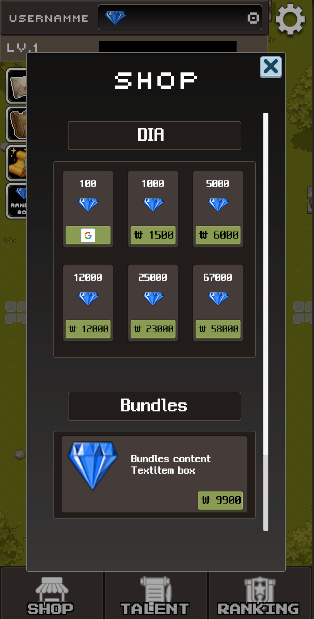 USERNAMME 0
LV.1
SHOP
DIA
100 1000 5000
G ₩ 1500 ₩ 6000
12000 25000 67000
₩ 12000 ₩ 23000 ₩ 58000
Bundles
Bundles content
Textitem box
₩ 9900
SHOP TALENT RANKING